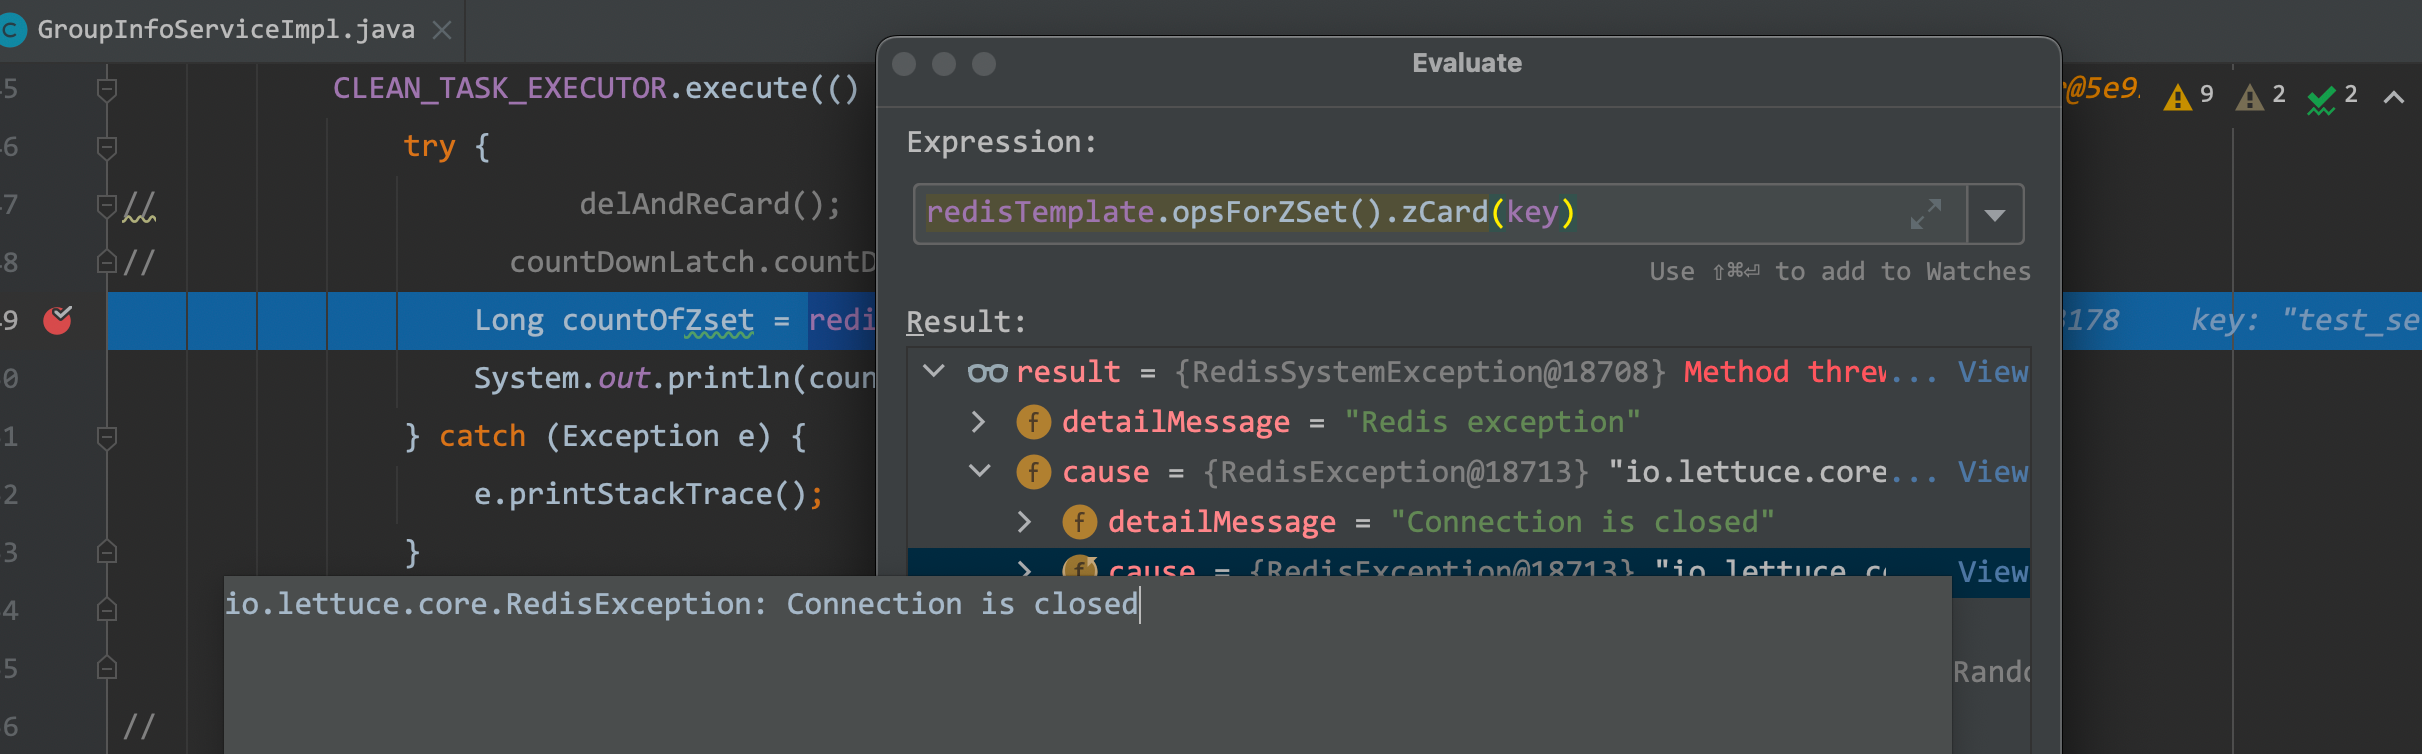 GroupInfoServiceImpl.java
Evaluate
5 CLEAN_TASK_EXECUTOR.execute(()
@5e9 9 2 2
6 try {
Expression:
7 // delAndReCard();
redisTemplate.opsForZSet().zCard(key)
8 // countDownLatch.countD
Use ⇧⌘⏎ to add to Watches
9 Long countOfZset = redi
3178 key: "test_se
Result:
0 System.out.println(coun
result = {RedisSystemException@18708} Method threw... View
1 } catch (Exception e) {
detailMessage = "Redis exception"
2 e.printStackTrace();
cause = {RedisException@18713} "io.lettuce.core... View
3 }
detailMessage = "Connection is closed"
cause = {RedisException@18713} "io.lettuce.c View
4
io.lettuce.core.RedisException: Connection is closed
5
Rando
6 //